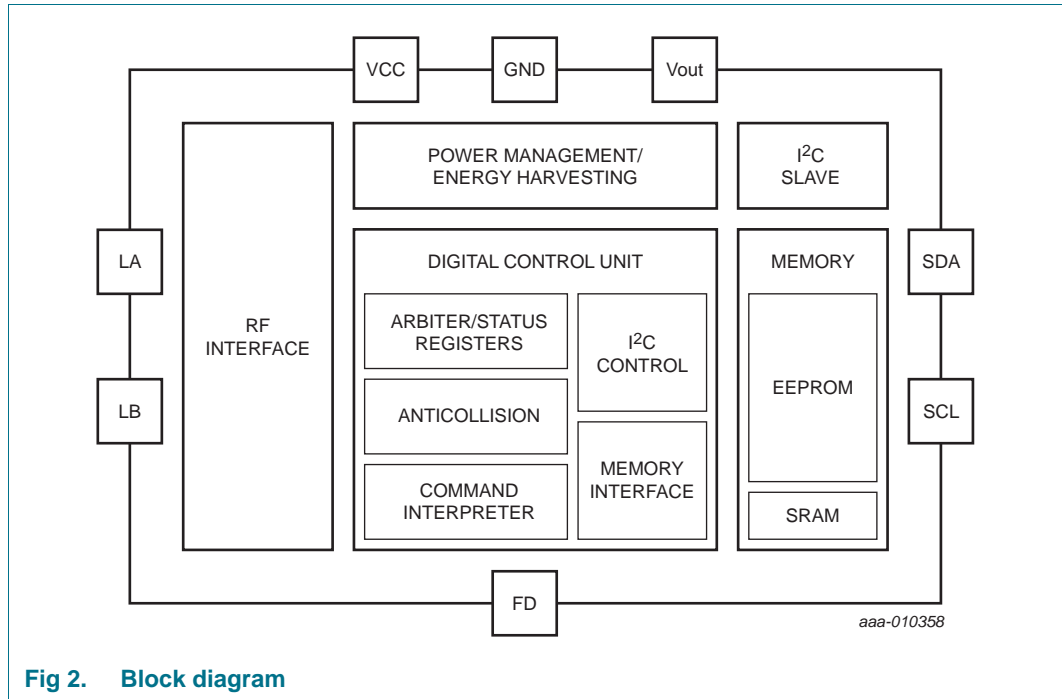 VCC
GND
Vout
POWER MANAGEMENT/
ENERGY HARVESTING
I²C
SLAVE
LA
LB
RF
INTERFACE
DIGITAL CONTROL UNIT
ARBITER/STATUS
REGISTERS
ANTICOLLISION
COMMAND
INTERPRETER
I²C
CONTROL
MEMORY
INTERFACE
MEMORY
EEPROM
SRAM
SDA
SCL
FD
aaa-010358
Fig 2. Block diagram